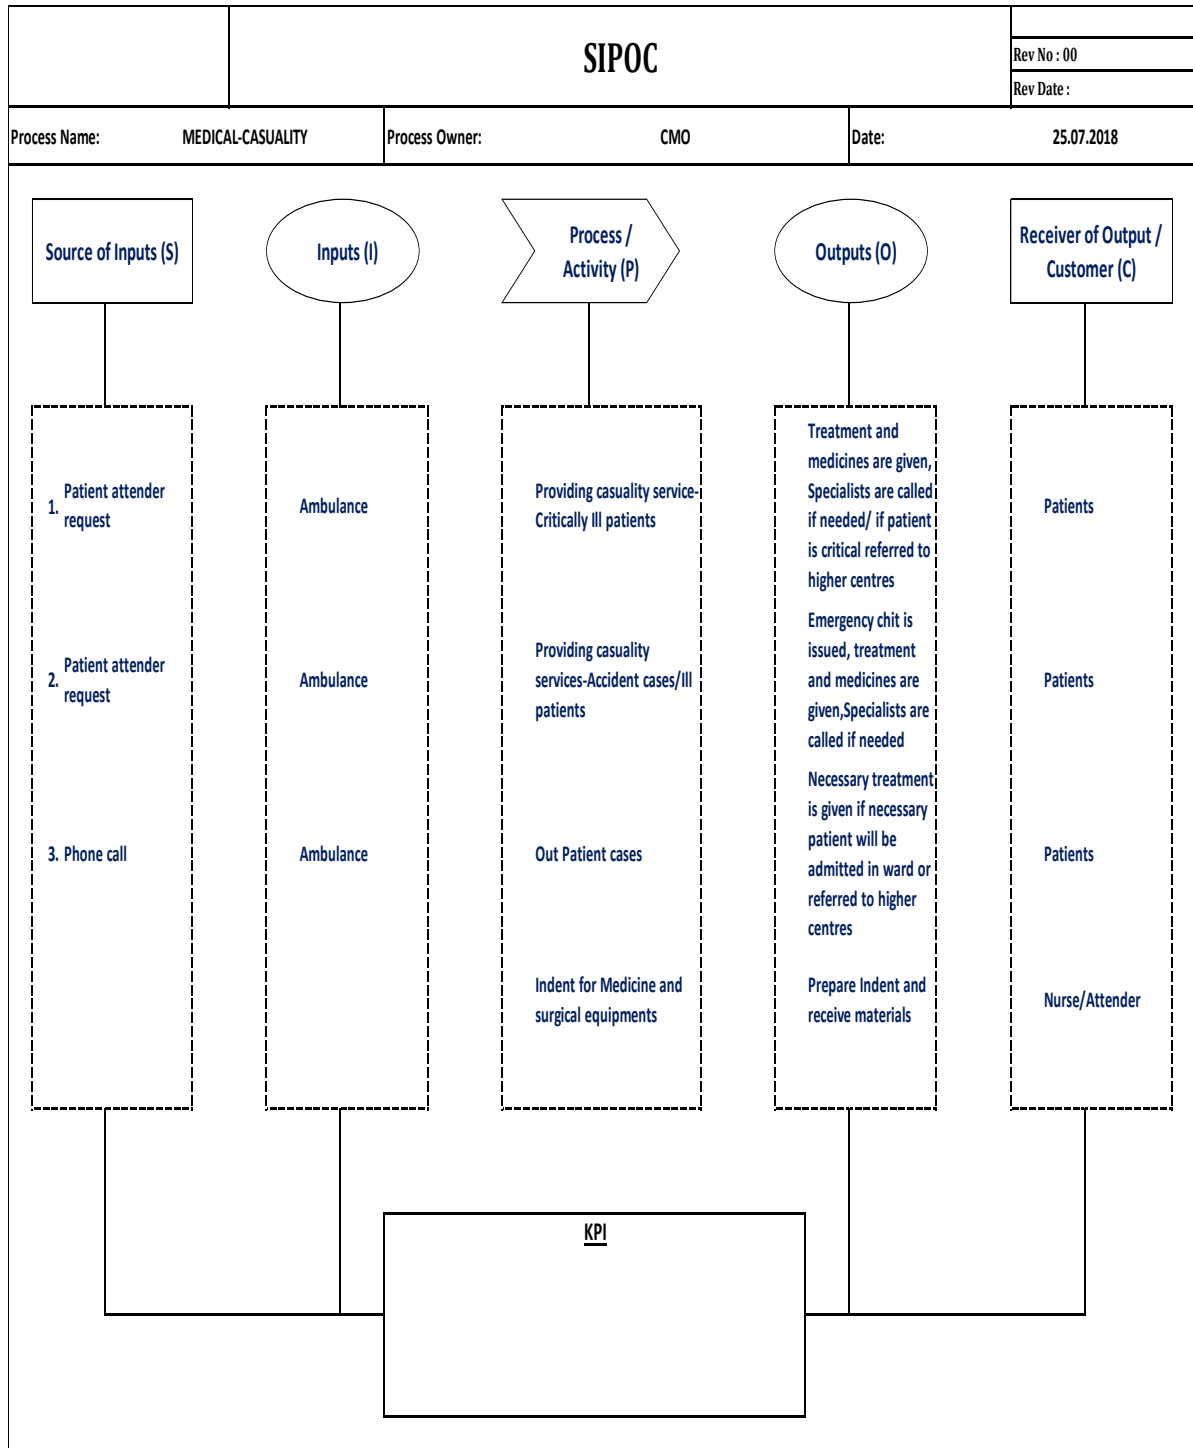 SIPOC
Rev No : 00
Rev Date :
Process Name: MEDICAL-CASUALITY Process Owner: CMO Date: 25.07.2018
Source of Inputs (S)
Inputs (I)
Process /
Activity (P)
Outputs (O)
Receiver of Output /
Customer (C)
1. Patient attender
request
Ambulance
Providing casuality service-
Critically Ill patients
Treatment and
medicines are given,
Specialists are called
if needed/ if patient
is critical referred to
higher centres
Patients
2. Patient attender
request
Ambulance
Providing casuality
services-Accident cases/Ill
patients
Emergency chit is
issued, treatment
and medicines are
given,Specialists are
called if needed
Patients
3. Phone call
Ambulance
Out Patient cases
Necessary treatment
is given if necessary
patient will be
admitted in ward or
referred to higher
centres
Patients
Indent for Medicine and
surgical equipments
Prepare Indent and
receive materials
Nurse/Attender
KPI